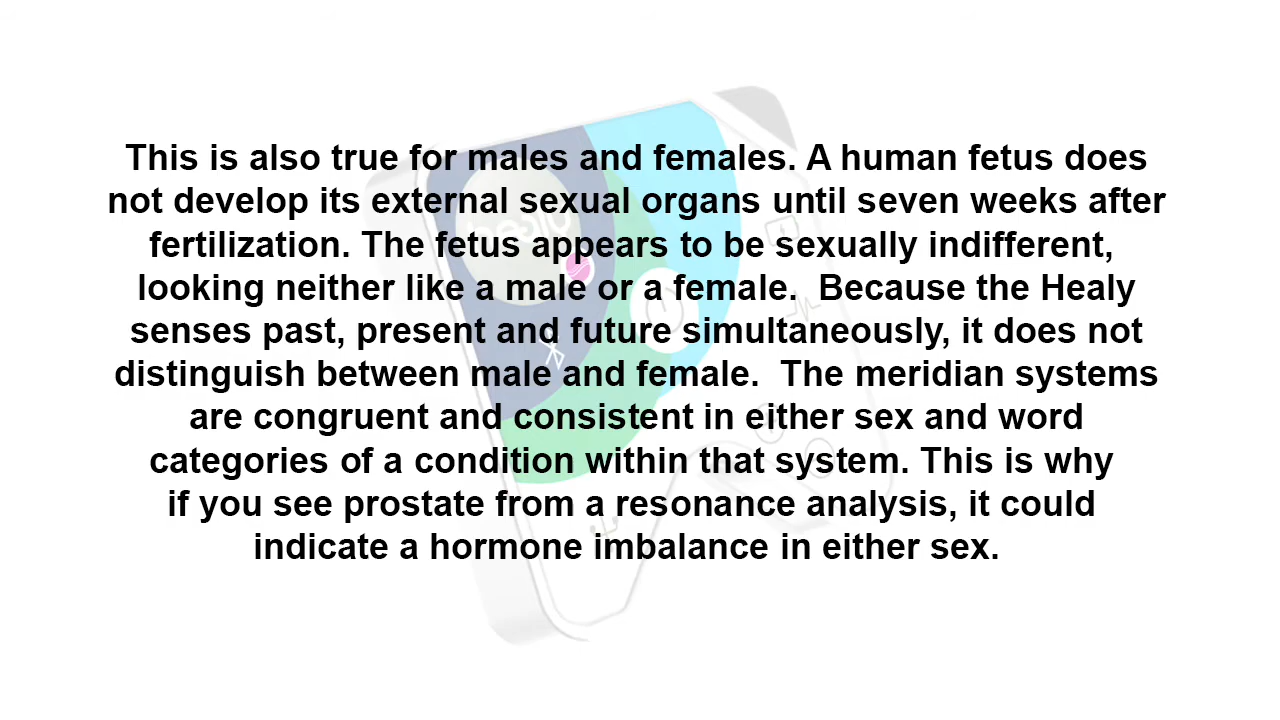 This is also true for males and females. A human fetus does
not develop its external sexual organs until seven weeks after
fertilization. The fetus appears to be sexually indifferent,
looking neither like a male or a female.  Because the Healy
senses past, present and future simultaneously, it does not
distinguish between male and female.  The meridian systems
are congruent and consistent in either sex and word
categories of a condition within that system. This is why
if you see prostate from a resonance analysis, it could
indicate a hormone imbalance in either sex.